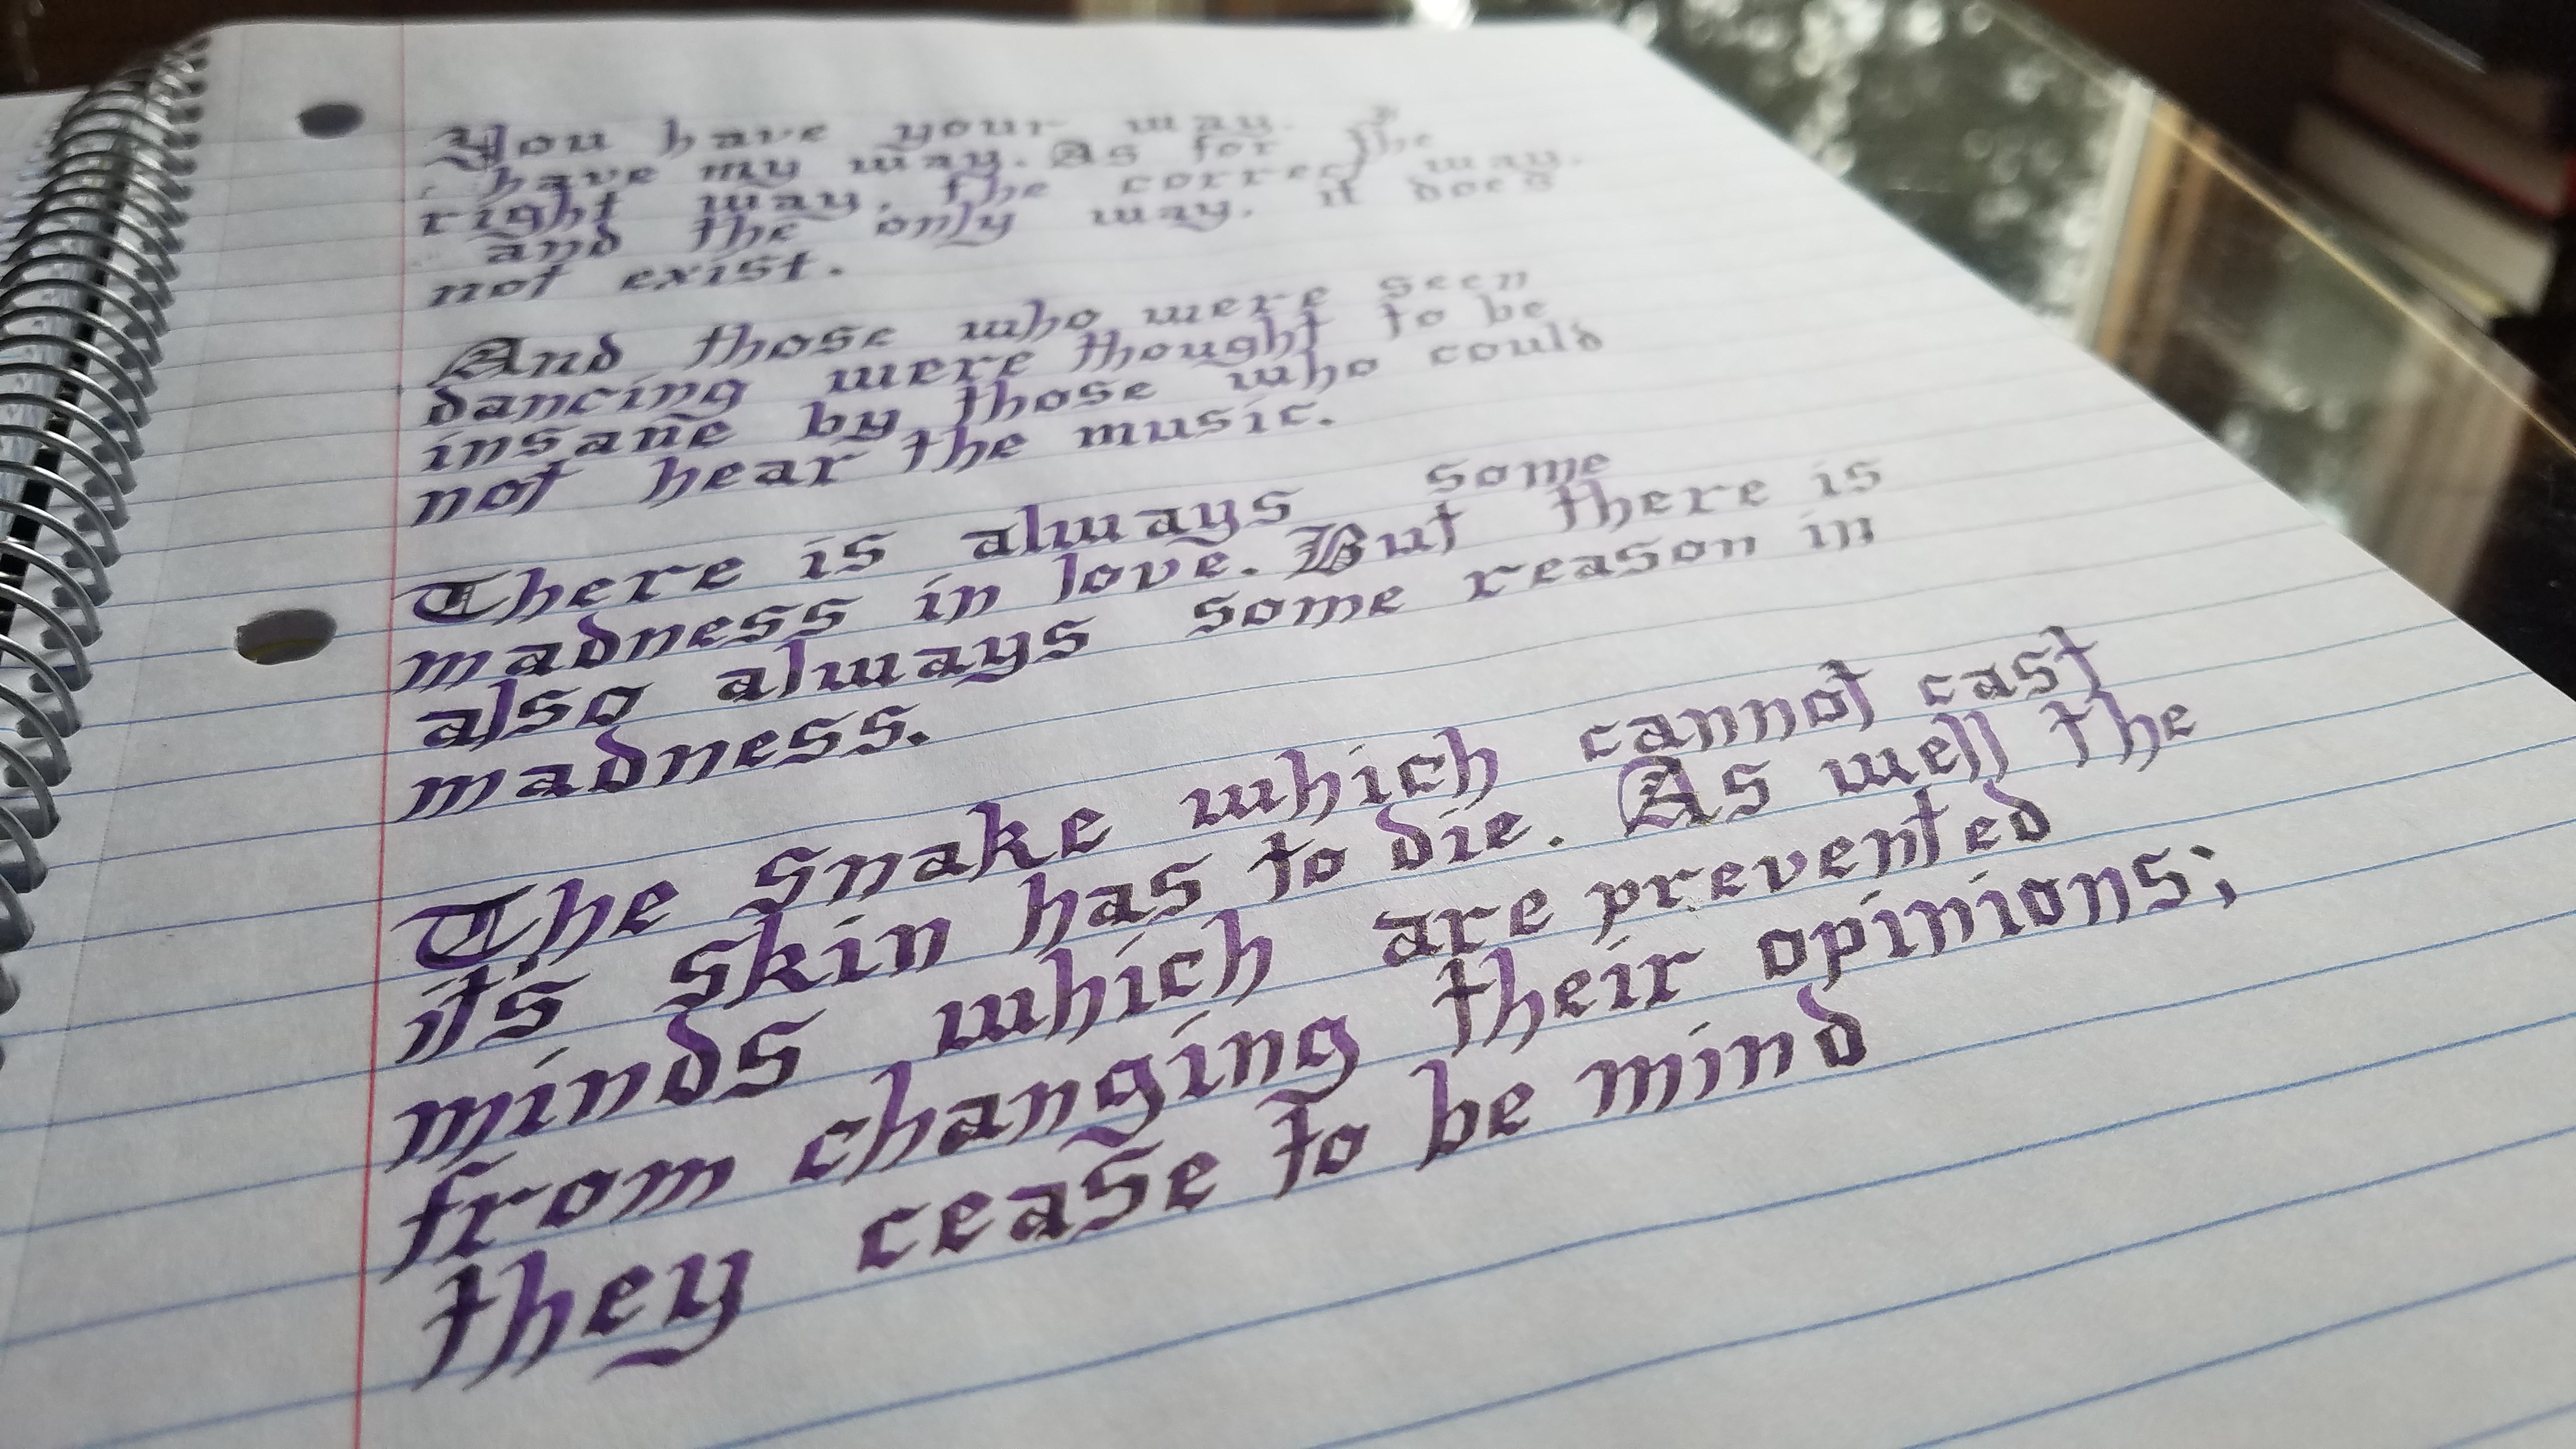 You have your way. I
have my way. As for the
right way, the correct way,
and the only way, it does
not exist.
And those who were seen
dancing were thought to be
insane by those who could
not hear the music.
There is always some
madness in love. But there is
also always some reason in
madness.
The snake which cannot cast
it's skin has to die. As well the
minds which are prevented
from changing their opinions;
they cease to be mind